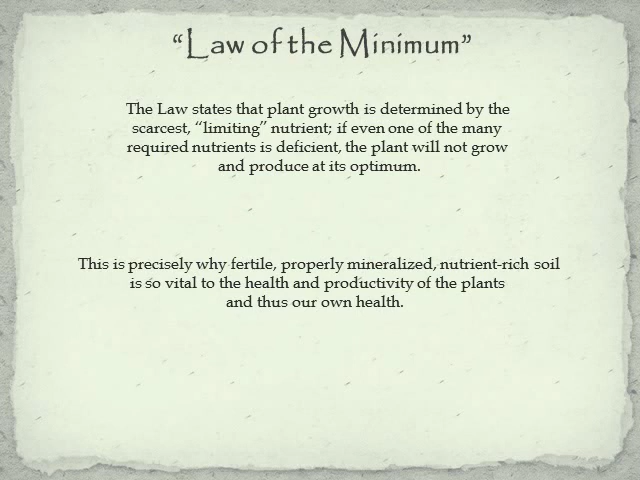 “Law of the Minimum”
The Law states that plant growth is determined by the
scarcest, “limiting” nutrient; if even one of the many
required nutrients is deficient, the plant will not grow
and produce at its optimum.
This is precisely why fertile, properly mineralized, nutrient-rich soil
is so vital to the health and productivity of the plants
and thus our own health.